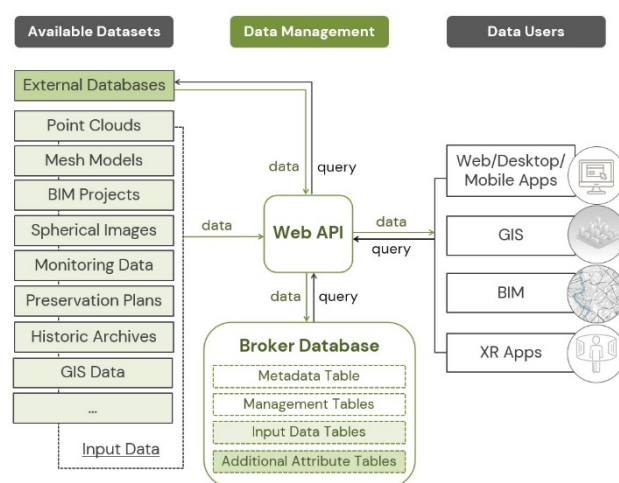 Available Datasets
Data Management
Data Users
External Databases
Point Clouds
Mesh Models
BIM Projects
Spherical Images
Monitoring Data
Preservation Plans
Historic Archives
GIS Data
...
Input Data
data
query
data
Web API
data
query
data
query
Broker Database
Metadata Table
Management Tables
Input Data Tables
Additional Attribute Tables
Web/Desktop/
Mobile Apps
GIS
BIM
XR Apps